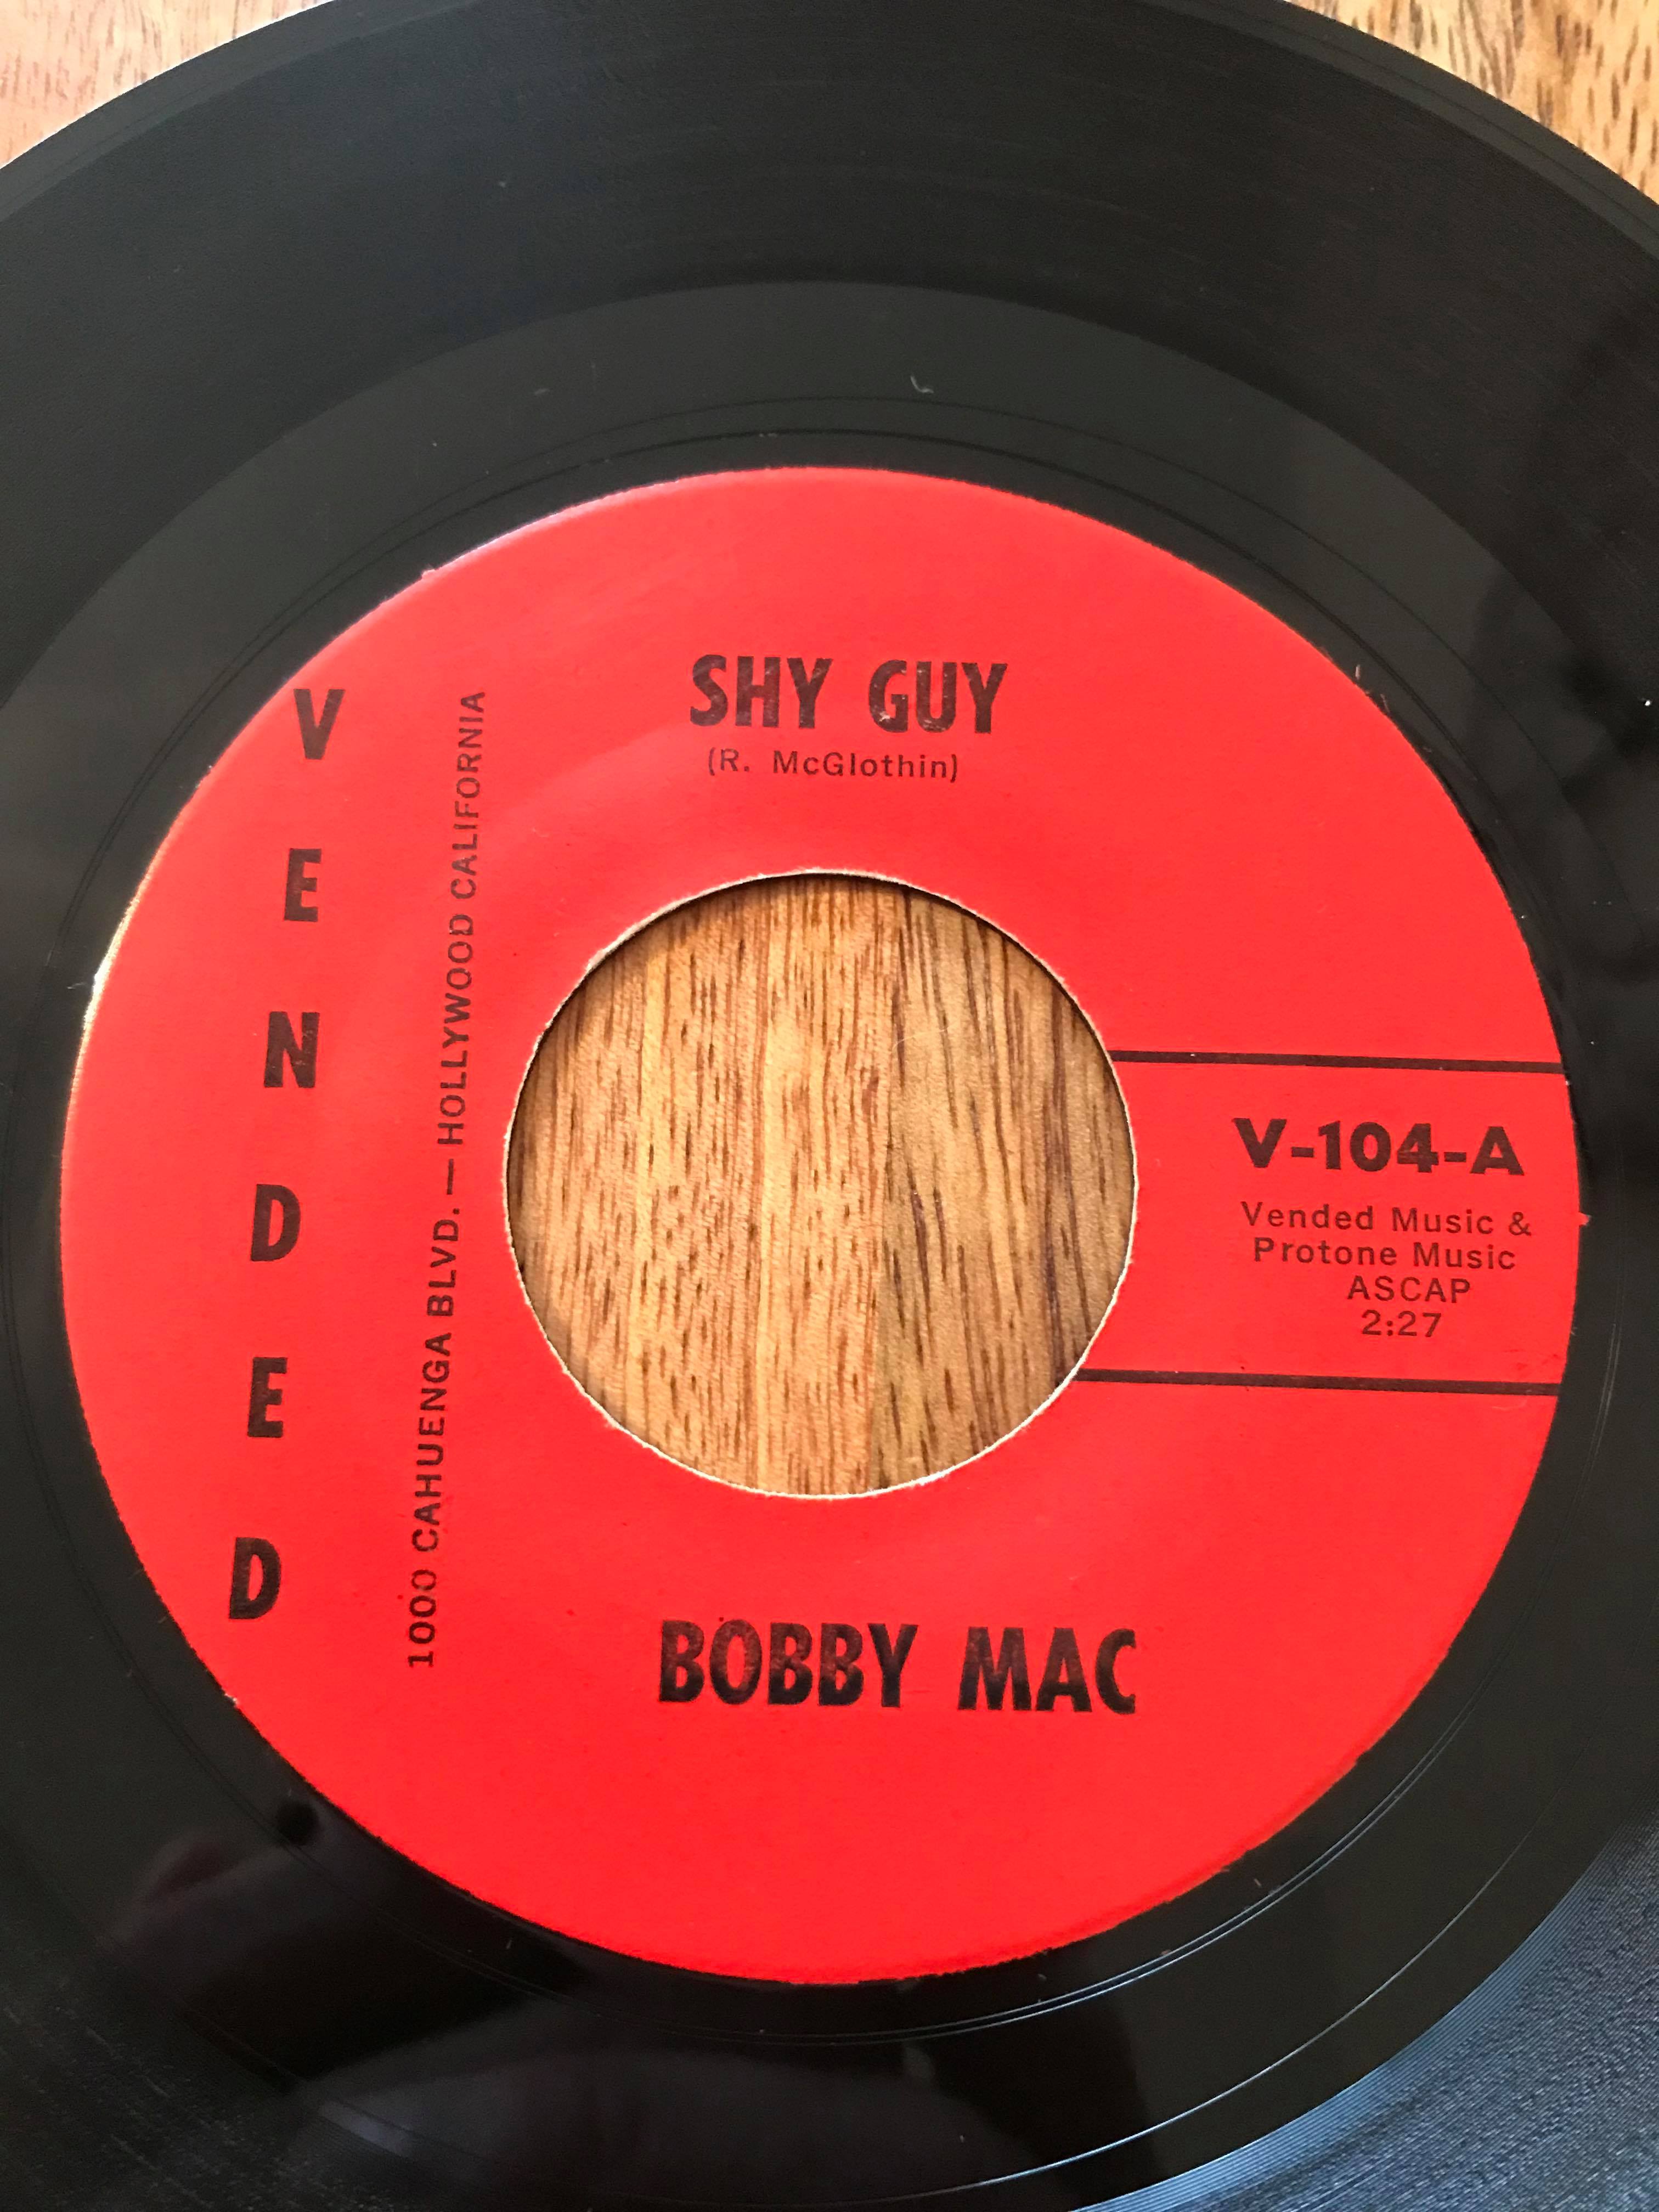 SHY GUY
(R. McGlothin)
VENDED
1000 CAHUENGA BLVD. — HOLLYWOOD CALIFORNIA
V-104-A
Vended Music &
Protone Music
ASCAP
2:27
BOBBY MAC